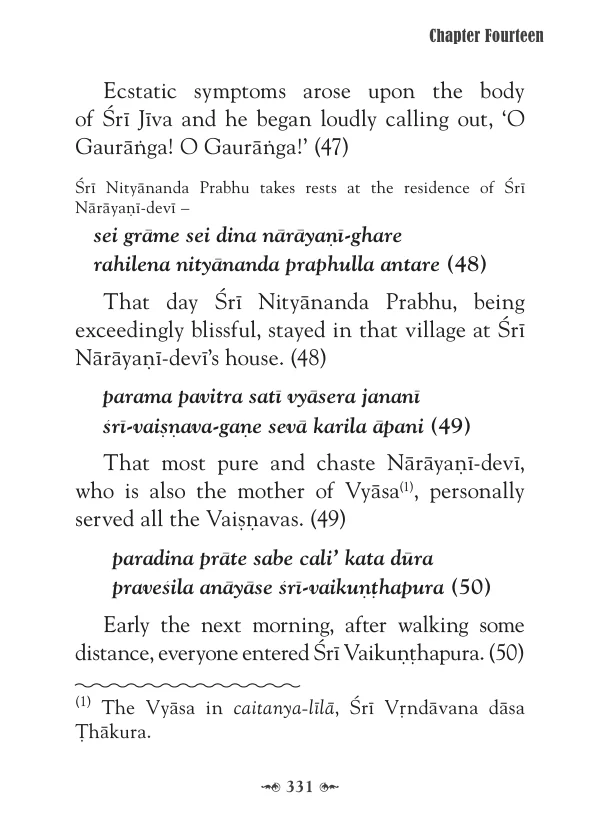 Chapter Fourteen
Ecstatic symptoms arose upon the body
of Śrī Jīva and he began loudly calling out, ‘O
Gaurāṅga! O Gaurāṅga!’ (47)
Śrī Nityānanda Prabhu takes rests at the residence of Śrī
Nārāyaṇī-devī –
sei grāme sei dina nārāyaṇī-ghare
rahilena nityānanda praphulla antare (48)
That day Śrī Nityānanda Prabhu, being
exceedingly blissful, stayed in that village at Śrī
Nārāyaṇī-devī’s house. (48)
parama pavitra satī vyāsera jananī
śrī-vaiṣṇava-gaṇe sevā karila āpani (49)
That most pure and chaste Nārāyaṇī-devī,
who is also the mother of Vyāsa(1), personally
served all the Vaiṣṇavas. (49)
paradina prāte sabe cali’ kata dūra
praveśila anāyāse śrī-vaikuṇṭhapura (50)
Early the next morning, after walking some
distance, everyone entered Śrī Vaikuṇṭhapura. (50)
(1) The Vyāsa in caitanya-līlā, Śrī Vṛndāvana dāsa
Ṭhākura.
331